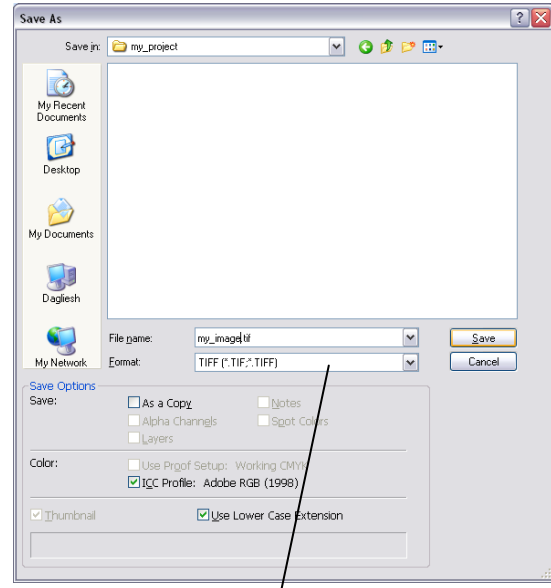 Save As
Save in: my_project
My Recent
Documents
Desktop
My Documents
Dagliesh
My Network
File name: my_image.tif Save
Format: TIFF (*.TIF;*.TIFF) Cancel
Save Options
Save: As a Copy Notes
Alpha Channels Spot Colors
Layers
Color: Use Proof Setup: Working CMYK
ICC Profile: Adobe RGB (1998)
Thumbnail Use Lower Case Extension